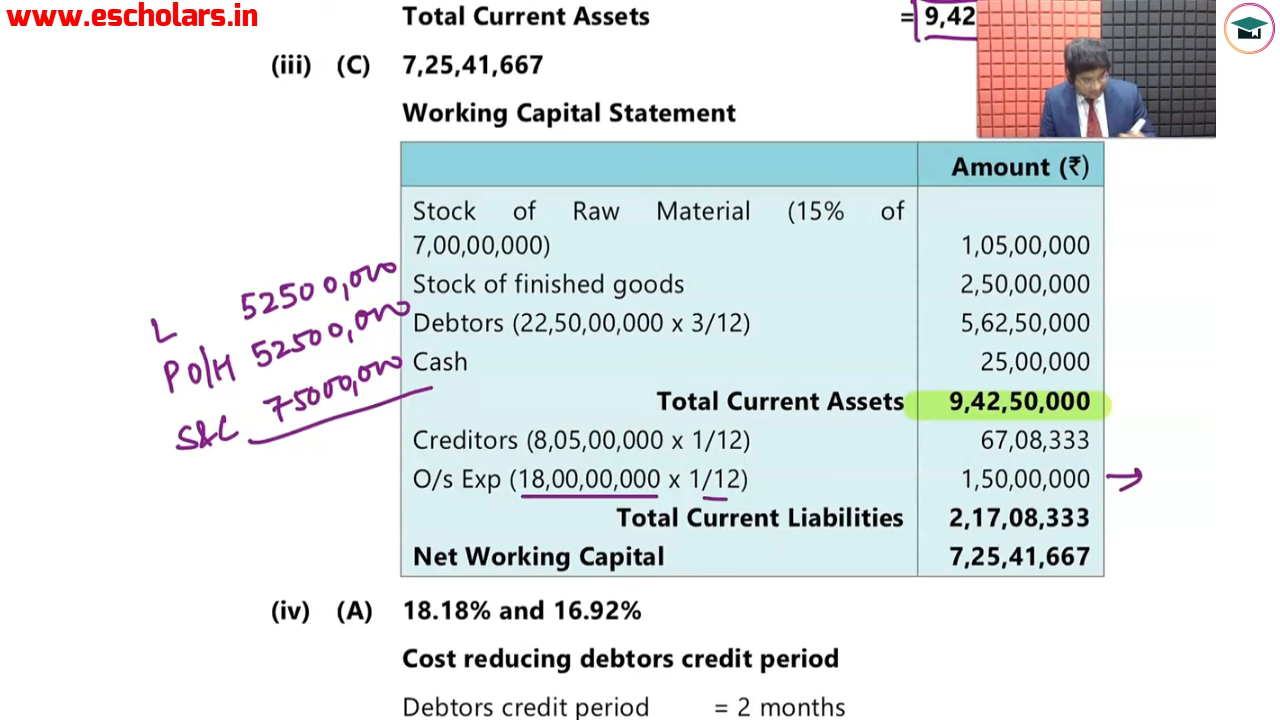 www.escholars.in
Total Current Assets = 9,42
(iii) (C) 7,25,41,667
Working Capital Statement
Amount (₹)
Stock of Raw Material (15% of
7,00,00,000) 1,05,00,000
Stock of finished goods 2,50,00,000
Debtors (22,50,00,000 x 3/12) 5,62,50,000
Cash 25,00,000
Total Current Assets 9,42,50,000
Creditors (8,05,00,000 x 1/12) 67,08,333
O/s Exp (18,00,00,000 x 1/12) 1,50,00,000 →
Total Current Liabilities 2,17,08,333
Net Working Capital 7,25,41,667
L 52500,000
P O/H 52500,000
S&C 75000,000
(iv) (A) 18.18% and 16.92%
Cost reducing debtors credit period
Debtors credit period = 2 months